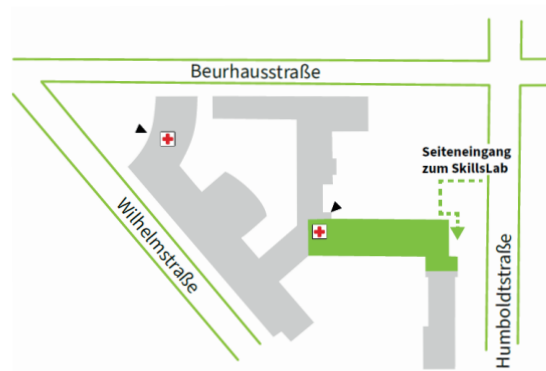 Beurhausstraße
Seiteneingang
zum SkillsLab
Wilhelmstraße
Humboldtstraße